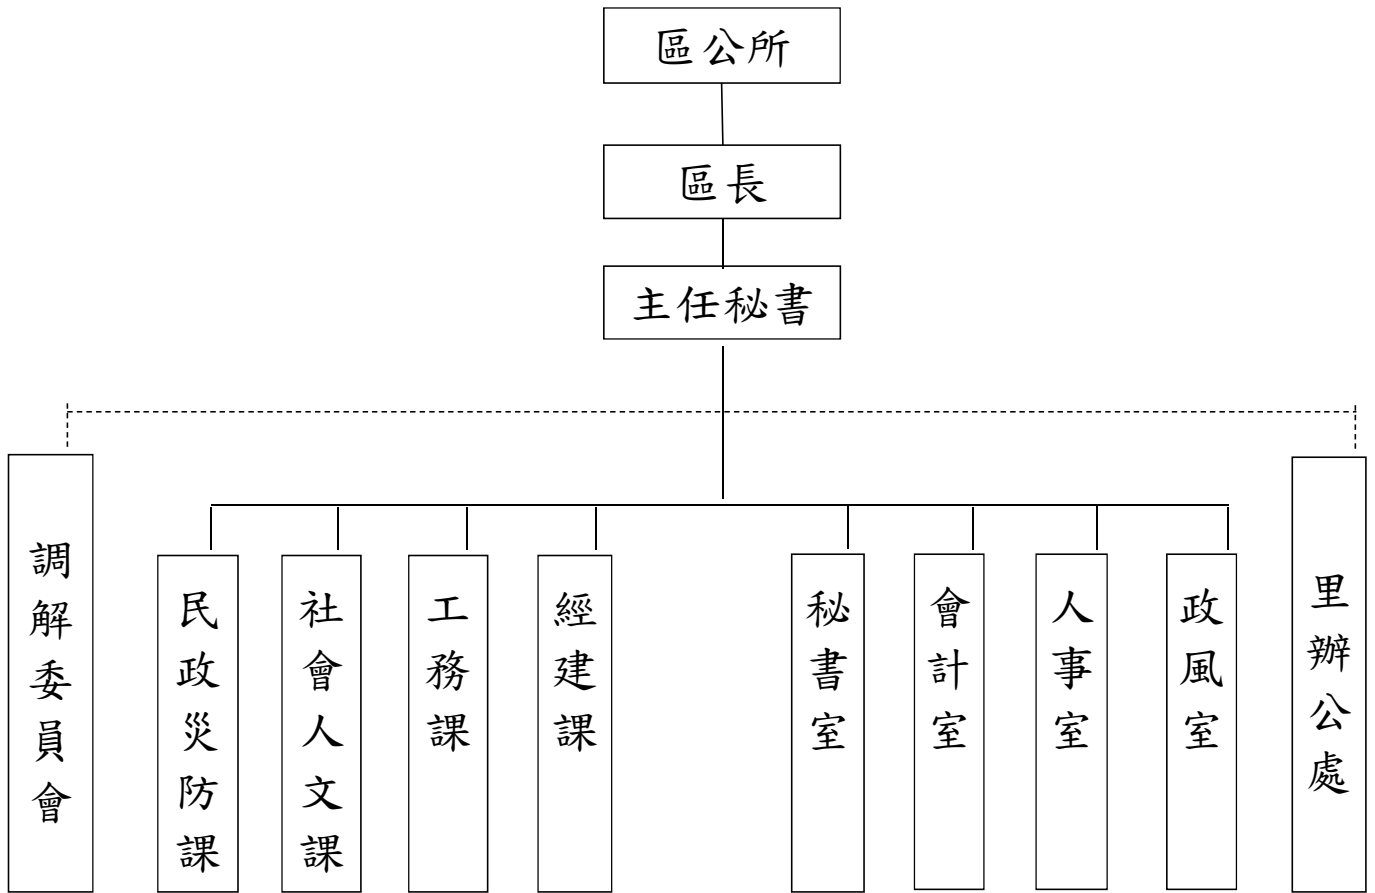 區公所
區長
主任秘書
調解委員會
民政災防課
社會人文課
工務課
經建課
秘書室
會計室
人事室
政風室
里辦公處